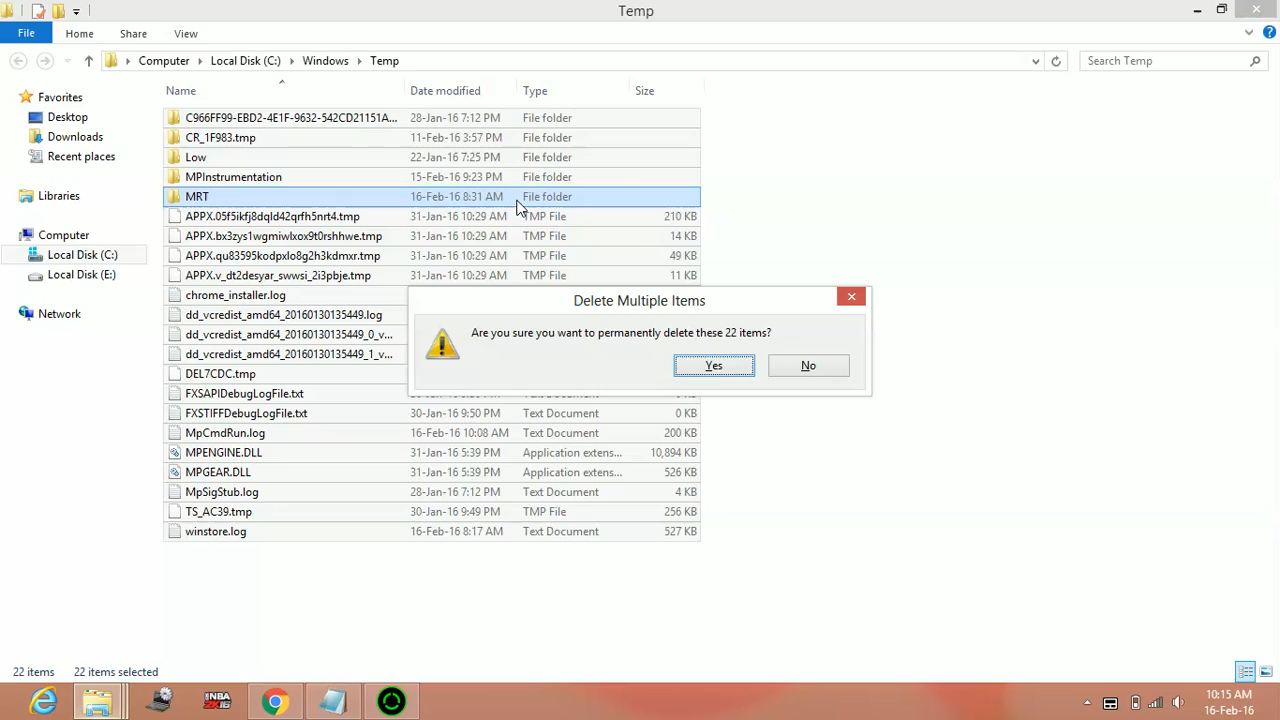 Temp
File Home Share View
Computer Local Disk (C:) Windows Temp
Search Temp
Name Date modified Type Size
Favorites
Desktop
Downloads
Recent places
Libraries
Computer
Local Disk (C:)
Local Disk (E:)
Network
C966FF99-EBD2-4E1F-9632-542CD21151A... 28-Jan-16 7:12 PM File folder
CR_1F983.tmp 11-Feb-16 3:57 PM File folder
Low 22-Jan-16 7:25 PM File folder
MPInstrumentation 15-Feb-16 9:23 PM File folder
MRT 16-Feb-16 8:31 AM File folder
APPX.05f5ikfj8dqld42qrfh5nrt4.tmp 31-Jan-16 10:29 AM TMP File 210 KB
APPX.bx3zys1wgmiwlxox9t0rshhwe.tmp 31-Jan-16 10:29 AM TMP File 14 KB
APPX.qu83595kodpxlo8g2h3kdmxr.tmp 31-Jan-16 10:29 AM TMP File 49 KB
APPX.v_dt2desyar_swwsi_2i3pbje.tmp 31-Jan-16 10:29 AM TMP File 11 KB
chrome_installer.log
dd_vcredist_amd64_20160130135449.log
dd_vcredist_amd64_20160130135449_0_v...
dd_vcredist_amd64_20160130135449_1_v...
DEL7CDC.tmp
Delete Multiple Items
Are you sure you want to permanently delete these 22 items?
Yes No
FXSAPIDebugLogFile.txt 0 KB
FXSTIFFDebugLogFile.txt 30-Jan-16 9:50 PM Text Document 0 KB
MpCmdRun.log 16-Feb-16 10:08 AM Text Document 200 KB
MPENGINE.DLL 31-Jan-16 5:39 PM Application extens... 10,894 KB
MPGEAR.DLL 31-Jan-16 5:39 PM Application extens... 526 KB
MpSigStub.log 28-Jan-16 7:12 PM Text Document 4 KB
TS_AC39.tmp 30-Jan-16 9:49 PM TMP File 256 KB
winstore.log 16-Feb-16 8:17 AM Text Document 527 KB
22 items 22 items selected
NBA
2K16
10:15 AM
16-Feb-16